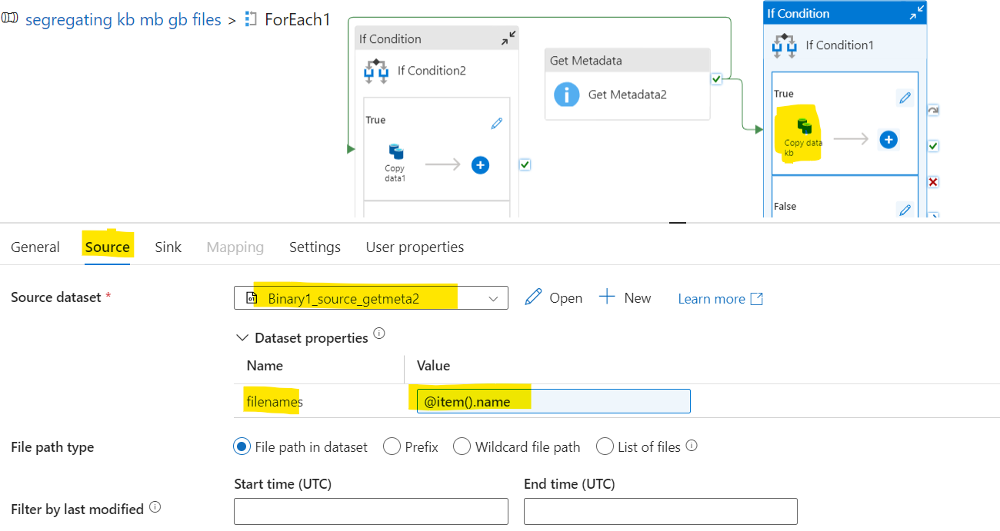 segregating kb mb gb files > ForEach1
If Condition
If Condition2
True
Copy
data1
Get Metadata
Get Metadata2
If Condition
If Condition1
True
Copy data
kb
False
General Source Sink Mapping Settings User properties
Source dataset * Binary1_source_getmeta2 Open New Learn more
Dataset properties
Name Value
filenames @item().name
File path type File path in dataset Prefix Wildcard file path List of files
Start time (UTC) End time (UTC)
Filter by last modified